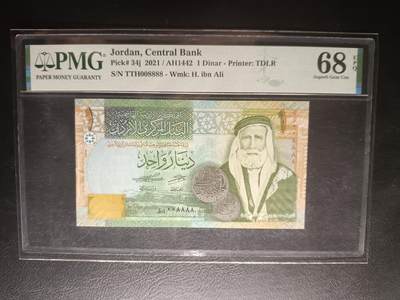 PMG
PAPER MONEY GUARANTY
Jordan, Central Bank
Pick# 34j 2021 / AH1442 1 Dinar - Printer: TDLR
S/N TTH008888 - Wmk: H. ibn Ali
68 EPQ
Superb Gem Unc
البنك المركزي الأردني
دينار واحد